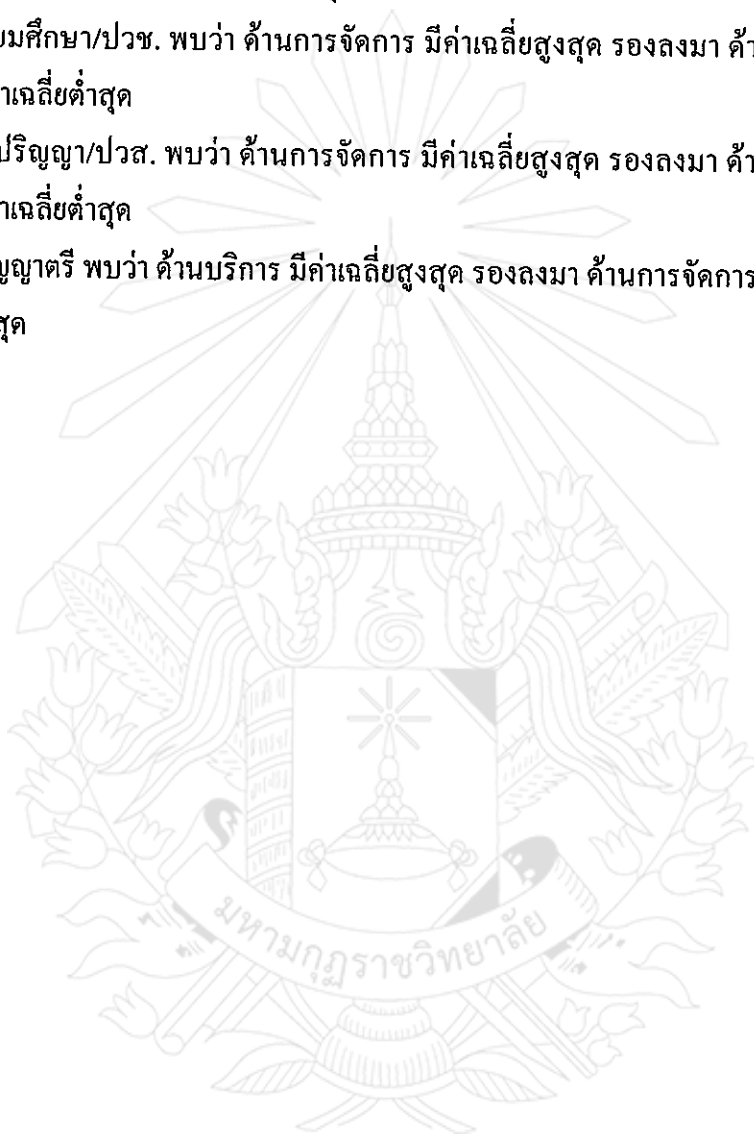 ยมศึกษา/ปวช. พบว่า ด้านการจัดการ มีค่าเฉลี่ยสูงสุด รองลงมา ด้า
าเฉลี่ยต่ำสุด
ปริญญา/ปวส. พบว่า ด้านการจัดการ มีค่าเฉลี่ยสูงสุด รองลงมา ด้า
าเฉลี่ยต่ำสุด
ญญาตรี พบว่า ด้านบริการ มีค่าเฉลี่ยสูงสุด รองลงมา ด้านการจัดการ
สุด
มหามกุฏราชวิทยาลัย